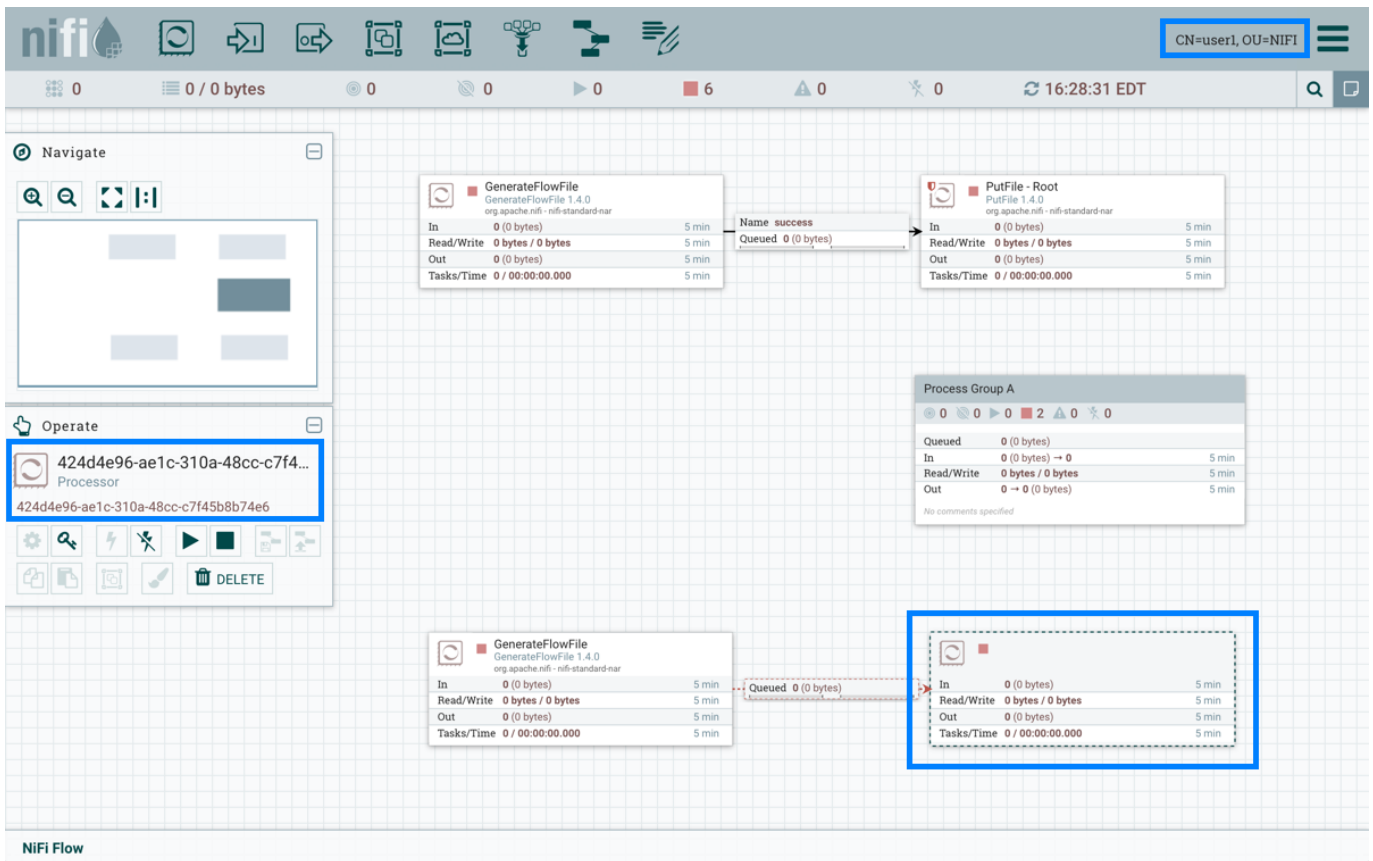 nifi
CN=user1, OU=NIFI
0
0 / 0 bytes
0
0
0
6
0
0
16:28:31 EDT
Navigate
GenerateFlowFile
GenerateFlowFile 1.4.0
org.apache.nifi - nifi-standard-nar
In 0 (0 bytes) 5 min
Read/Write 0 bytes / 0 bytes 5 min
Out 0 (0 bytes) 5 min
Tasks/Time 0 / 00:00:00.000 5 min
Name success
Queued 0 (0 bytes)
PutFile - Root
PutFile 1.4.0
org.apache.nifi - nifi-standard-nar
In 0 (0 bytes) 5 min
Read/Write 0 bytes / 0 bytes 5 min
Out 0 (0 bytes) 5 min
Tasks/Time 0 / 00:00:00.000 5 min
Process Group A
0 0 0 2 0 0
Queued 0 (0 bytes)
In 0 (0 bytes) → 0 5 min
Read/Write 0 bytes / 0 bytes 5 min
Out 0 → 0 (0 bytes) 5 min
No comments specified
Operate
424d4e96-ae1c-310a-48cc-c7f4...
Processor
424d4e96-ae1c-310a-48cc-c7f45b8b74e6
DELETE
GenerateFlowFile
GenerateFlowFile 1.4.0
org.apache.nifi - nifi-standard-nar
In 0 (0 bytes) 5 min
Read/Write 0 bytes / 0 bytes 5 min
Out 0 (0 bytes) 5 min
Tasks/Time 0 / 00:00:00.000 5 min
Queued 0 (0 bytes)
In 0 (0 bytes) 5 min
Read/Write 0 bytes / 0 bytes 5 min
Out 0 (0 bytes) 5 min
Tasks/Time 0 / 00:00:00.000 5 min
NiFi Flow